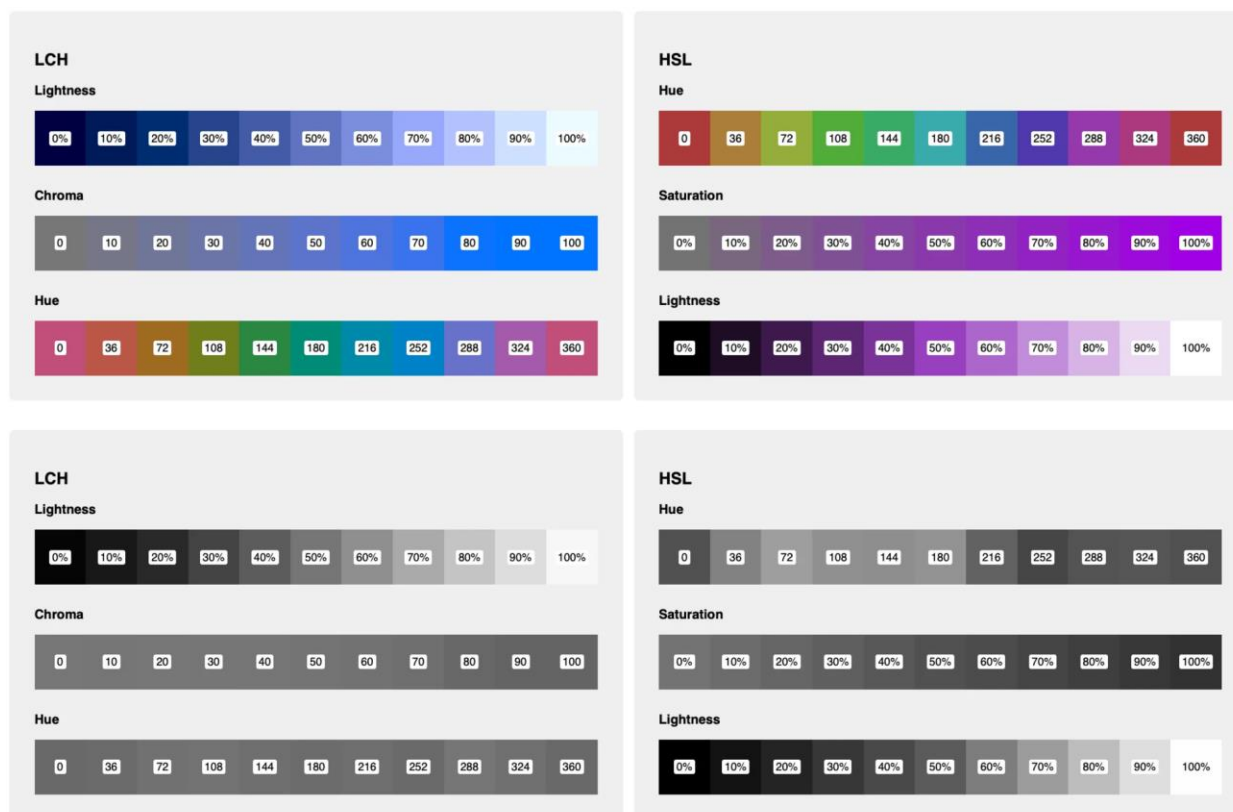 LCH
Lightness
0% 10% 20% 30% 40% 50% 60% 70% 80% 90% 100%
Chroma
0 10 20 30 40 50 60 70 80 90 100
Hue
0 36 72 108 144 180 216 252 288 324 360
HSL
Hue
0 36 72 108 144 180 216 252 288 324 360
Saturation
0% 10% 20% 30% 40% 50% 60% 70% 80% 90% 100%
Lightness
0% 10% 20% 30% 40% 50% 60% 70% 80% 90% 100%
LCH
Lightness
0% 10% 20% 30% 40% 50% 60% 70% 80% 90% 100%
Chroma
0 10 20 30 40 50 60 70 80 90 100
Hue
0 36 72 108 144 180 216 252 288 324 360
HSL
Hue
0 36 72 108 144 180 216 252 288 324 360
Saturation
0% 10% 20% 30% 40% 50% 60% 70% 80% 90% 100%
Lightness
0% 10% 20% 30% 40% 50% 60% 70% 80% 90% 100%